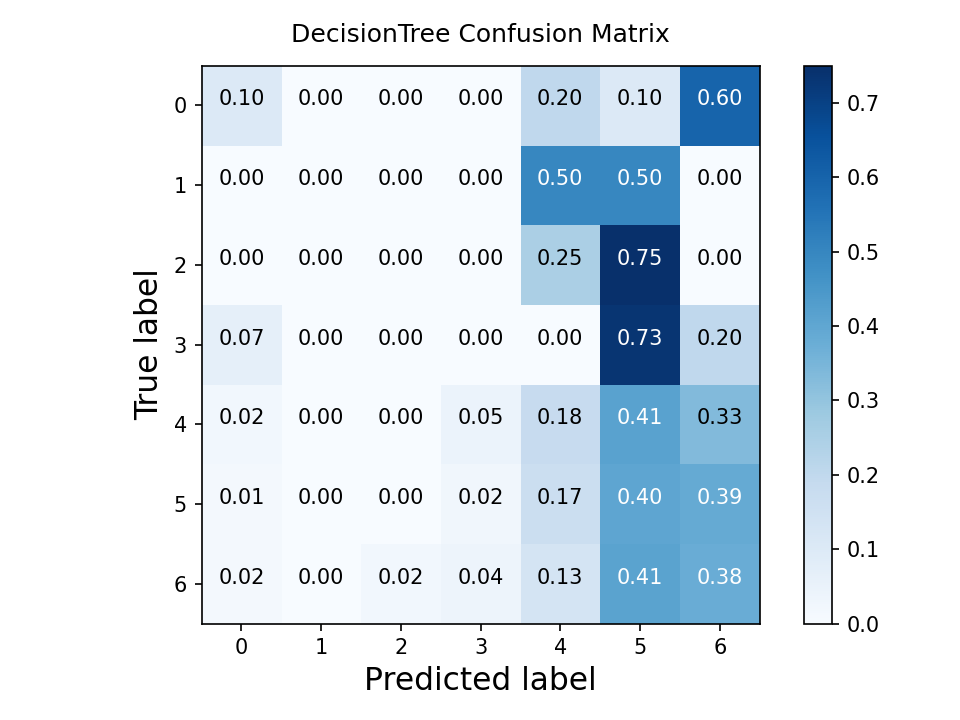 DecisionTree Confusion Matrix
True label
0 0.10 0.00 0.00 0.00 0.20 0.10 0.60
1 0.00 0.00 0.00 0.00 0.50 0.50 0.00
2 0.00 0.00 0.00 0.00 0.25 0.75 0.00
3 0.07 0.00 0.00 0.00 0.00 0.73 0.20
4 0.02 0.00 0.00 0.05 0.18 0.41 0.33
5 0.01 0.00 0.00 0.02 0.17 0.40 0.39
6 0.02 0.00 0.02 0.04 0.13 0.41 0.38
0 1 2 3 4 5 6
Predicted label
0.7
0.6
0.5
0.4
0.3
0.2
0.1
0.0